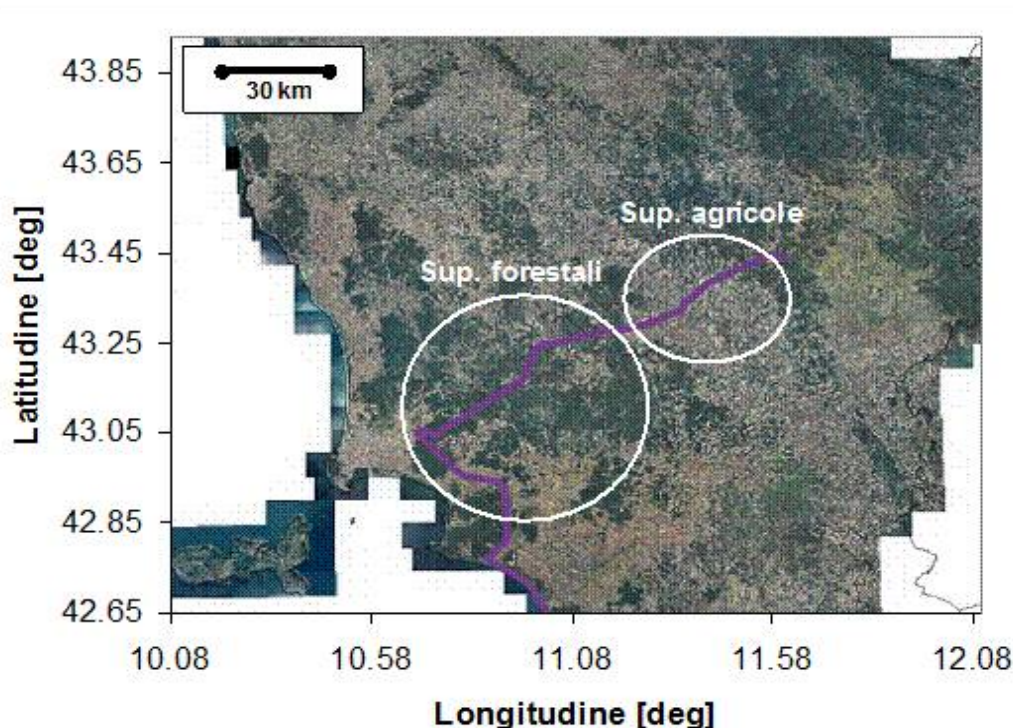 30 km
Sup. agricole
Sup. forestali
Latitudine [deg]
43.85
43.65
43.45
43.25
43.05
42.85
42.65
10.08 10.58 11.08 11.58 12.08
Longitudine [deg]